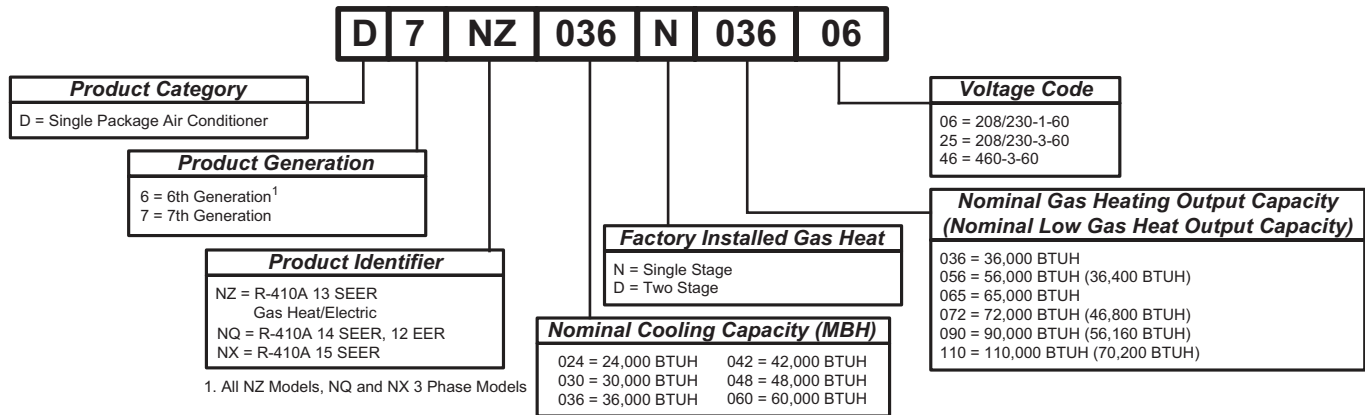 D 7 NZ 036 N 036 06
Product Category
D = Single Package Air Conditioner
Product Generation
6 = 6th Generation1
7 = 7th Generation
Product Identifier
NZ = R-410A 13 SEER
Gas Heat/Electric
NQ = R-410A 14 SEER, 12 EER
NX = R-410A 15 SEER
1. All NZ Models, NQ and NX 3 Phase Models
Nominal Cooling Capacity (MBH)
024 = 24,000 BTUH 042 = 42,000 BTUH
030 = 30,000 BTUH 048 = 48,000 BTUH
036 = 36,000 BTUH 060 = 60,000 BTUH
Factory Installed Gas Heat
N = Single Stage
D = Two Stage
Nominal Gas Heating Output Capacity
(Nominal Low Gas Heat Output Capacity)
036 = 36,000 BTUH
056 = 56,000 BTUH (36,400 BTUH)
065 = 65,000 BTUH
072 = 72,000 BTUH (46,800 BTUH)
090 = 90,000 BTUH (56,160 BTUH)
110 = 110,000 BTUH (70,200 BTUH)
Voltage Code
06 = 208/230-1-60
25 = 208/230-3-60
46 = 460-3-60